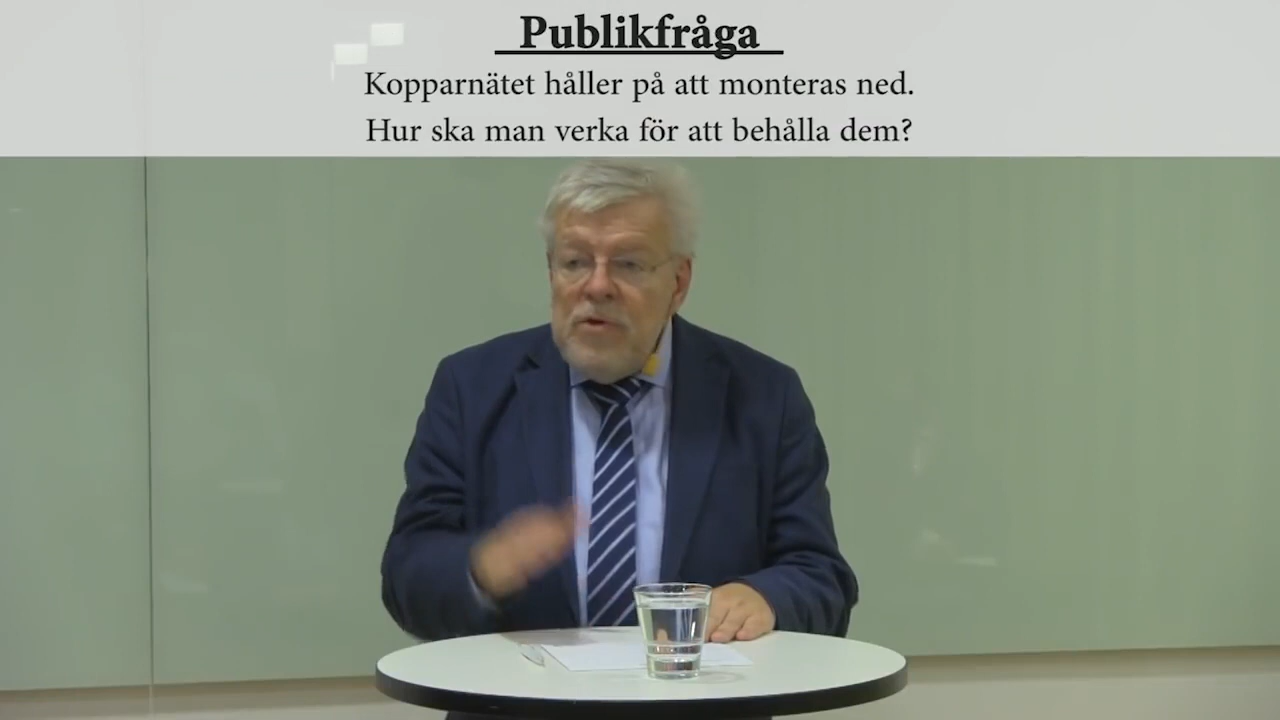 Publikfråga
Kopparnätet håller på att monteras ned.
Hur ska man verka för att behålla dem?